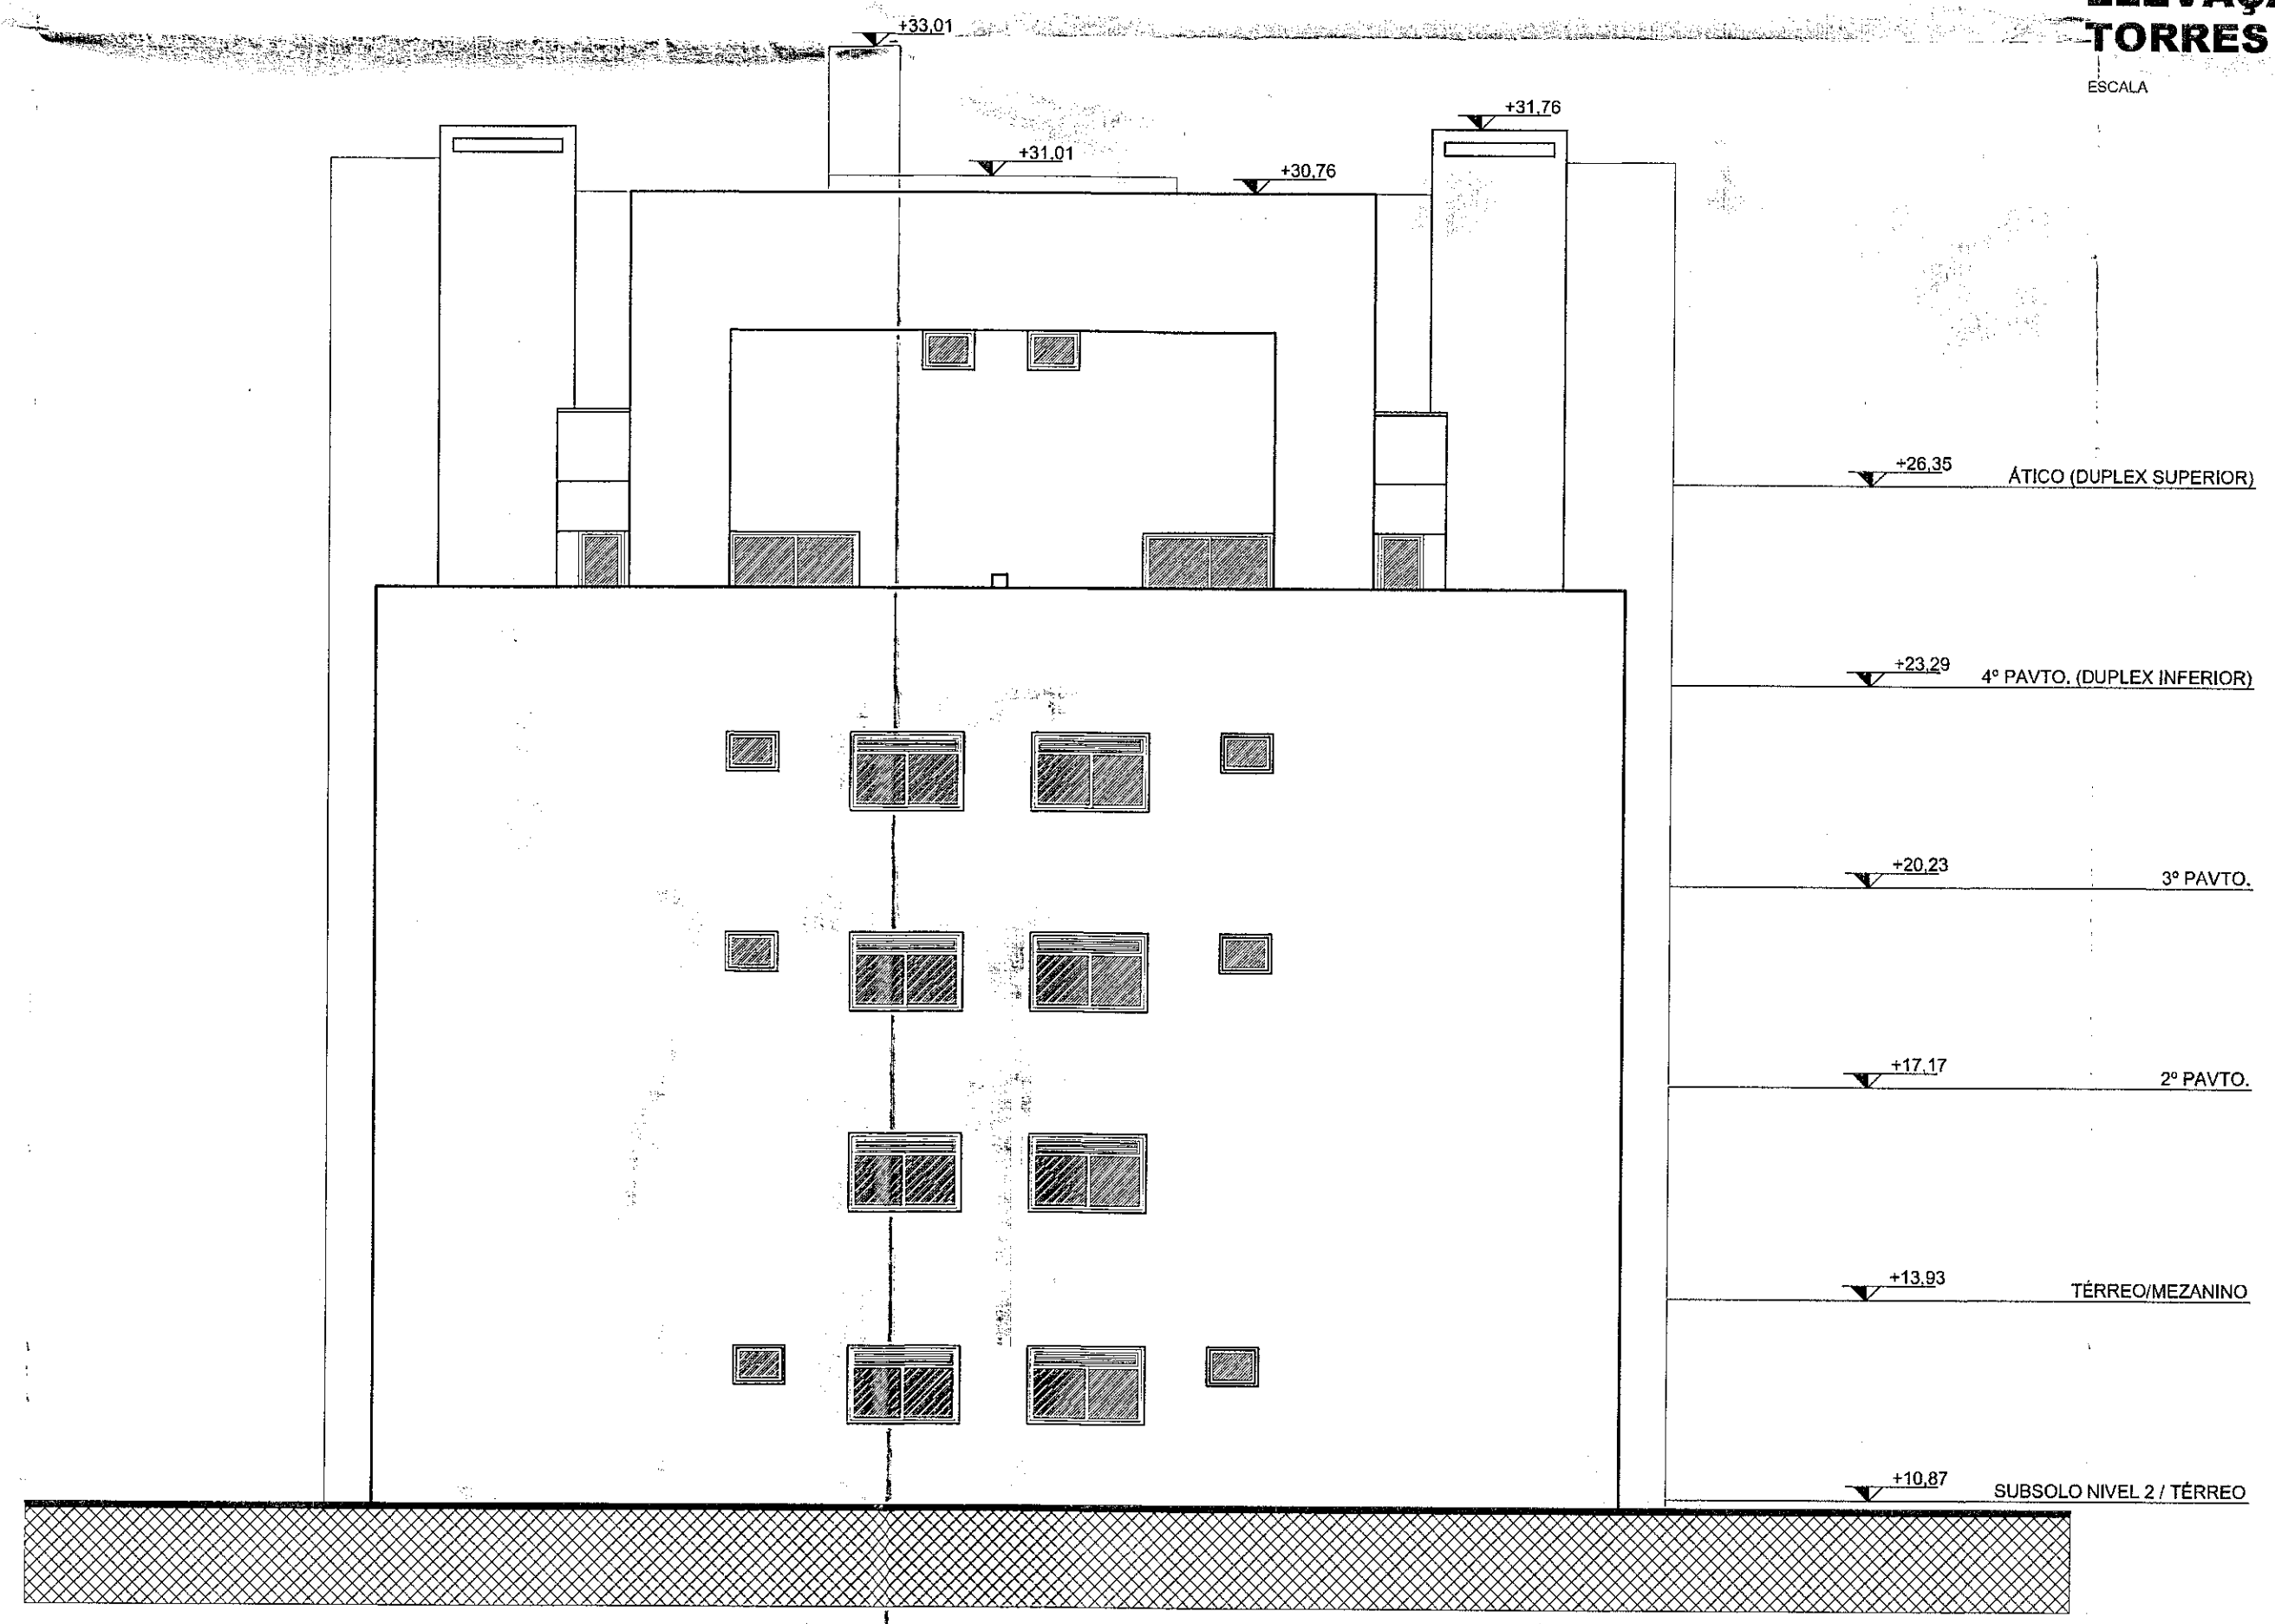 TORRES
ESCALA
+33,01
+31,76
+31,01
+30,76
+26,35 ÁTICO (DUPLEX SUPERIOR)
+23,29 4º PAVTO. (DUPLEX INFERIOR)
+20,23 3º PAVTO.
+17,17 2º PAVTO.
+13,93 TÉRREO/MEZANINO
+10,87 SUBSOLO NIVEL 2 / TÉRREO